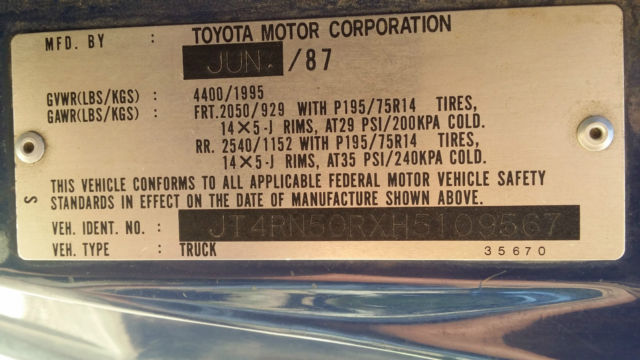 MFD. BY : TOYOTA MOTOR CORPORATION
JUN. /87
GVWR(LBS/KGS) : 4400/1995
GAWR(LBS/KGS) : FRT. 2050/929 WITH P195/75R14 TIRES,
14×5-J RIMS, AT29 PSI/200KPA COLD.
RR. 2540/1152 WITH P195/75R14 TIRES,
14×5-J RIMS, AT35 PSI/240KPA COLD.
THIS VEHICLE CONFORMS TO ALL APPLICABLE FEDERAL MOTOR VEHICLE SAFETY
S STANDARDS IN EFFECT ON THE DATE OF MANUFACTURE SHOWN ABOVE.
VEH. IDENT. NO. : JT4RN50RXH5109567
VEH. TYPE : TRUCK 35670